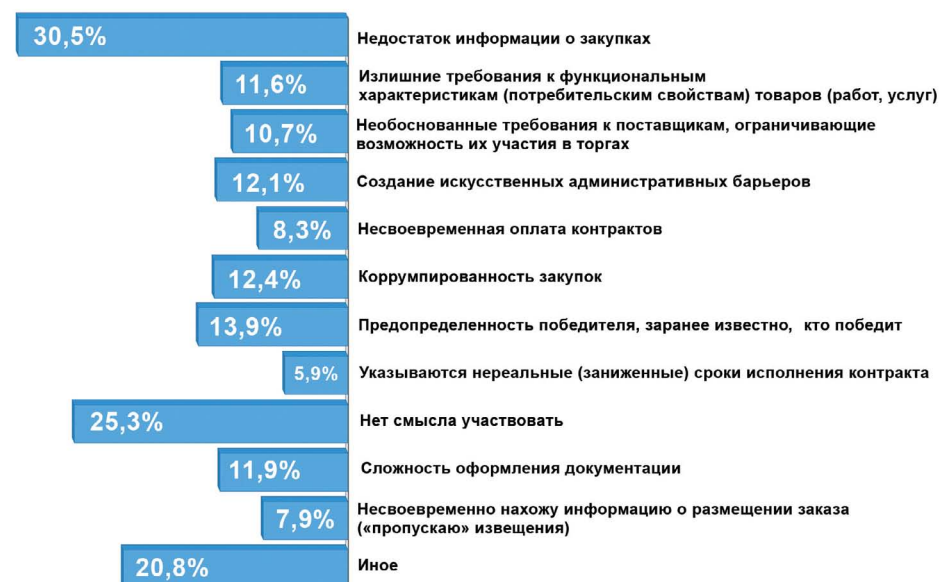 30,5%
Недостаток информации о закупках
11,6%
Излишние требования к функциональным
характеристикам (потребительским свойствам) товаров (работ, услуг)
10,7%
Необоснованные требования к поставщикам, ограничивающие
возможность их участия в торгах
12,1%
Создание искусственных административных барьеров
8,3%
Несвоевременная оплата контрактов
12,4%
Коррумпированность закупок
13,9%
Предопределенность победителя, заранее известно, кто победит
5,9%
Указываются нереальные (заниженные) сроки исполнения контракта
25,3%
Нет смысла участвовать
11,9%
Сложность оформления документации
7,9%
Несвоевременно нахожу информацию о размещении заказа
(«пропускаю» извещения)
20,8%
Иное